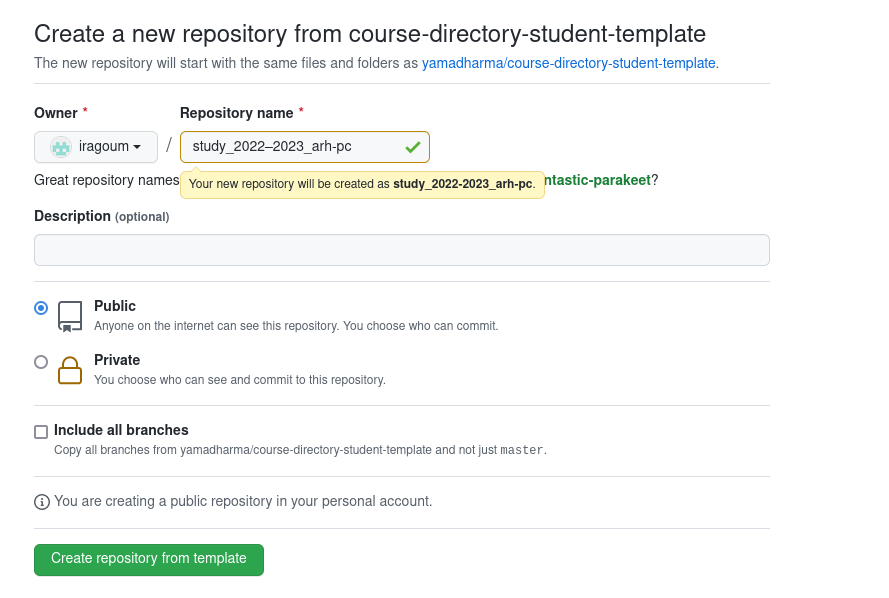 Create a new repository from course-directory-student-template
The new repository will start with the same files and folders as yamadharma/course-directory-student-template.
Owner * Repository name *
iragoum / study_2022–2023_arh-pc
Great repository names
Your new repository will be created as study_2022-2023_arh-pc.
ntastic-parakeet?
Description (optional)
Public
Anyone on the internet can see this repository. You choose who can commit.
Private
You choose who can see and commit to this repository.
Include all branches
Copy all branches from yamadharma/course-directory-student-template and not just master.
You are creating a public repository in your personal account.
Create repository from template